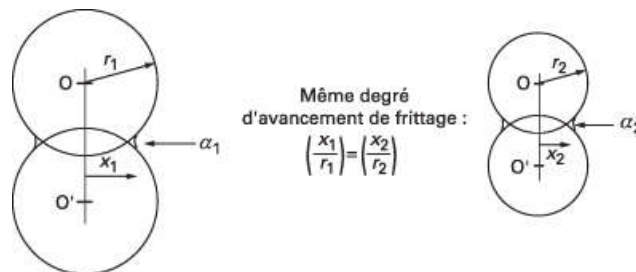 r₁
O
x₁
α₁
O'
Même degré
d'avancement de frittage :
(x₁/r₁)=(x₂/r₂)
r₂
O
α₂
x₂
O'